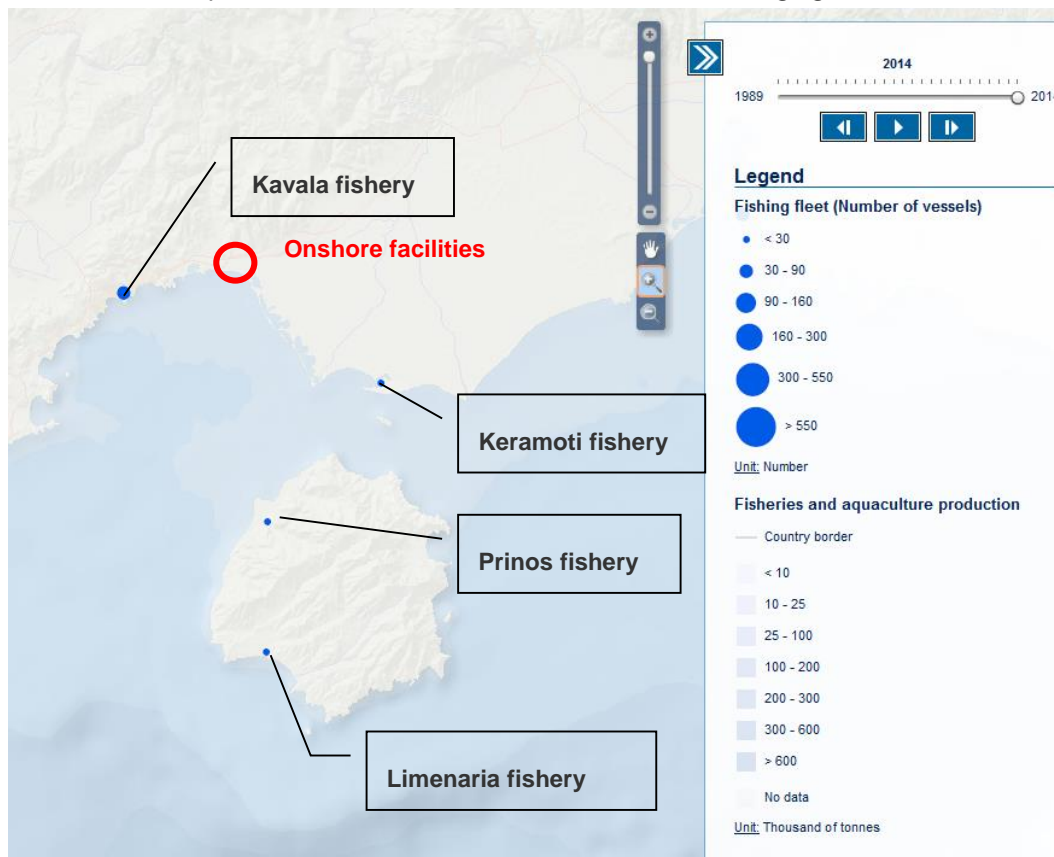 Kavala fishery
Onshore facilities
Keramoti fishery
Prinos fishery
Limenaria fishery
2014
1989
Legend
Fishing fleet (Number of vessels)
< 30
30 - 90
90 - 160
160 - 300
300 - 550
> 550
Unit: Number
Fisheries and aquaculture production
Country border
< 10
10 - 25
25 - 100
100 - 200
200 - 300
300 - 600
> 600
No data
Unit: Thousand of tonnes